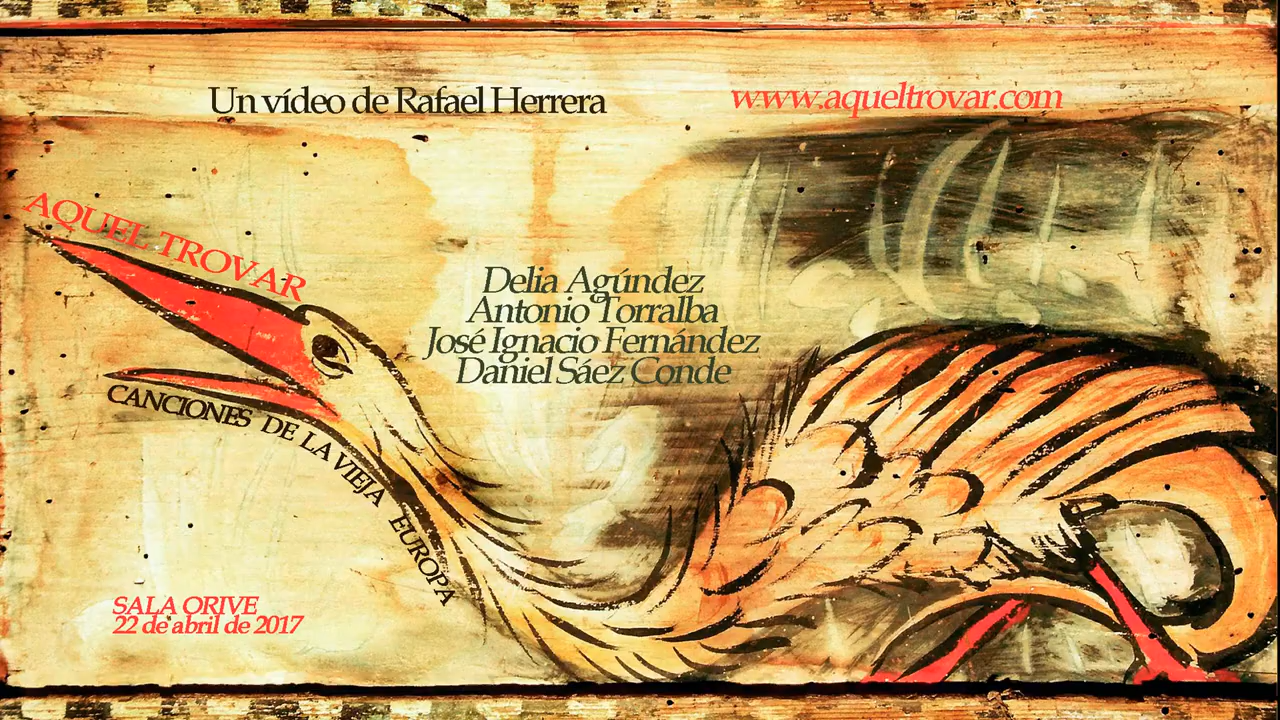 Un vídeo de Rafael Herrera
www.aqueltrovar.com
AQUEL TROVAR
Delia Agúndez
Antonio Torralba
José Ignacio Fernández
Daniel Sáez Conde
CANCIONES DE LA VIEJA EUROPA
SALA ORIVE
22 de abril de 2017